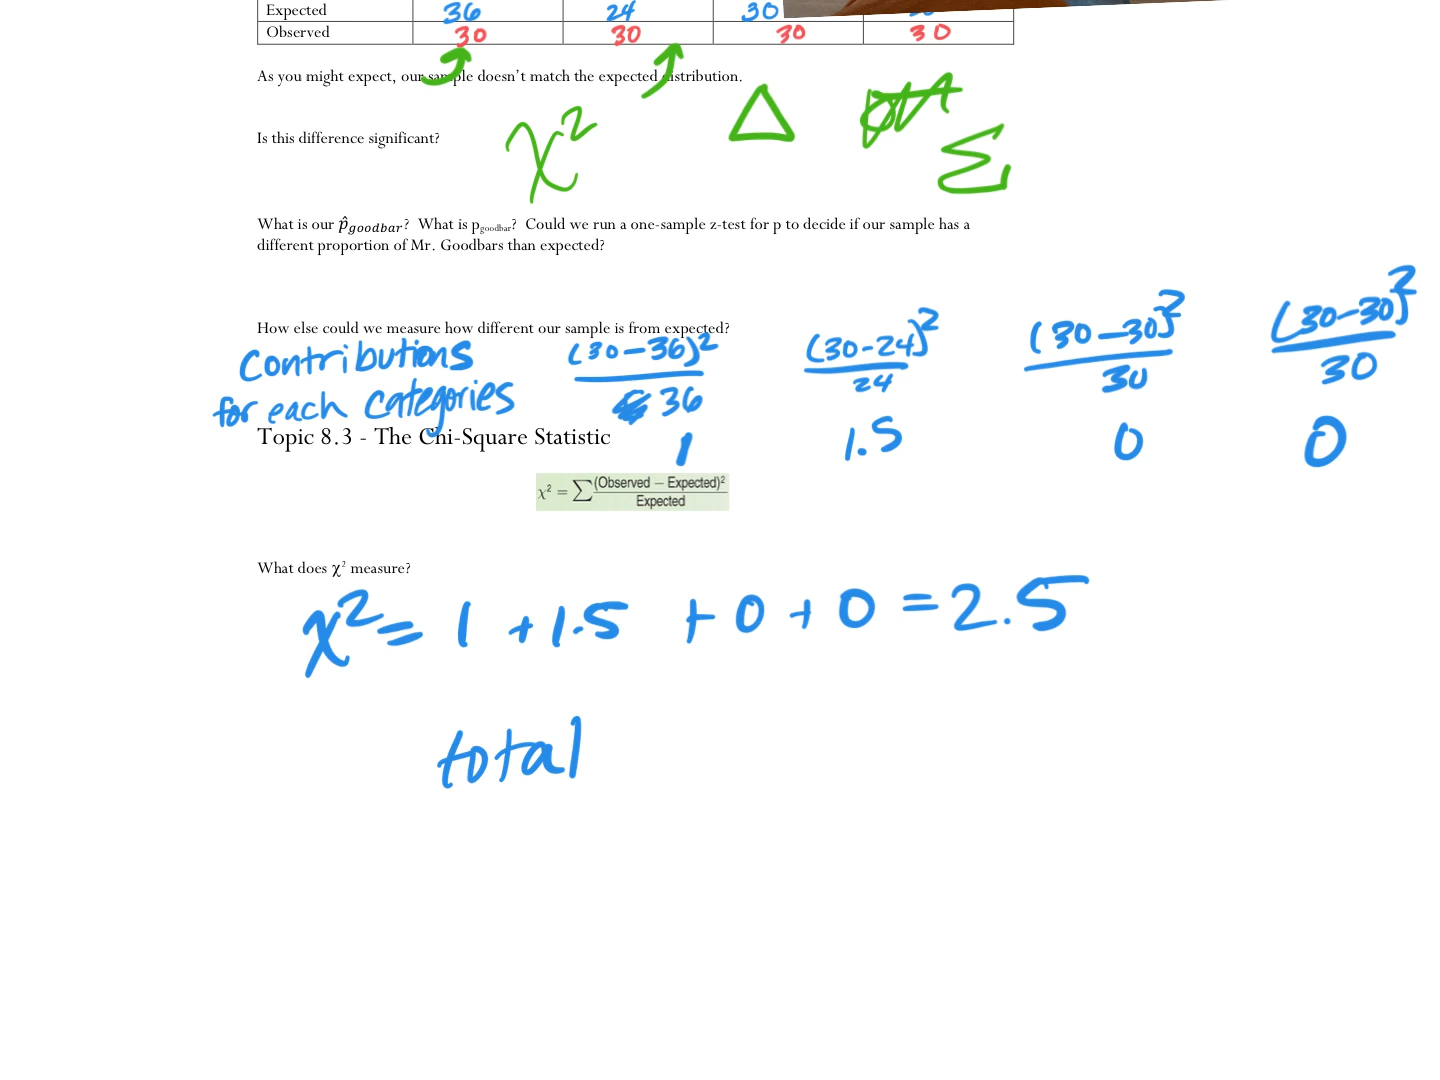 Expected 36 24 30
Observed 30 30 30 30
As you might expect, our sample doesn't match the expected distribution.
Is this difference significant? χ² Δ Σ
What is our p̂goodbar? What is pgoodbar? Could we run a one-sample z-test for p to decide if our sample has a
different proportion of Mr. Goodbars than expected?
How else could we measure how different our sample is from expected?
Contributions for each categories
(30-36)²/36 (30-24)²/24 (30-30)²/30 (30-30)²/30
1 1.5 0 0
Topic 8.3 - The Chi-Square Statistic
χ² = ∑ (Observed − Expected)²/Expected
What does χ² measure?
χ² = 1 + 1.5 + 0 + 0 = 2.5
total